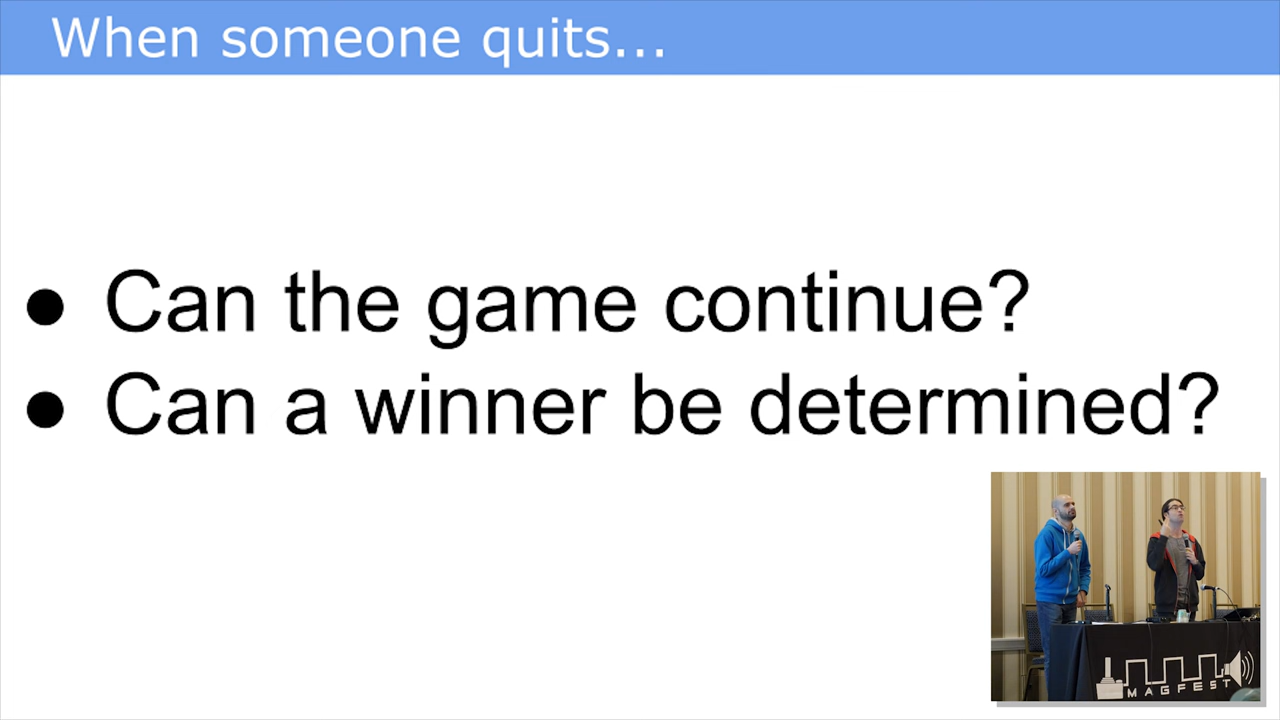 When someone quits...
● Can the game continue?
● Can a winner be determined?
MAGFEST